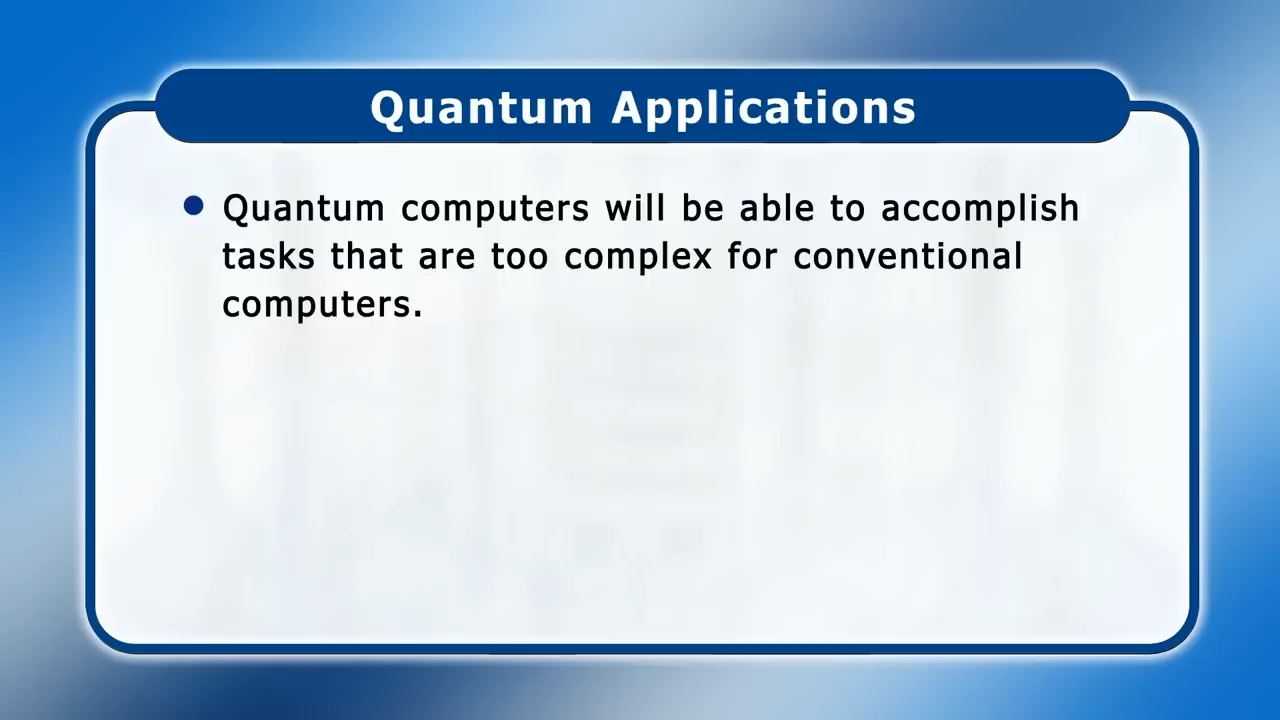 Quantum Applications
Quantum computers will be able to accomplish
tasks that are too complex for conventional
computers.